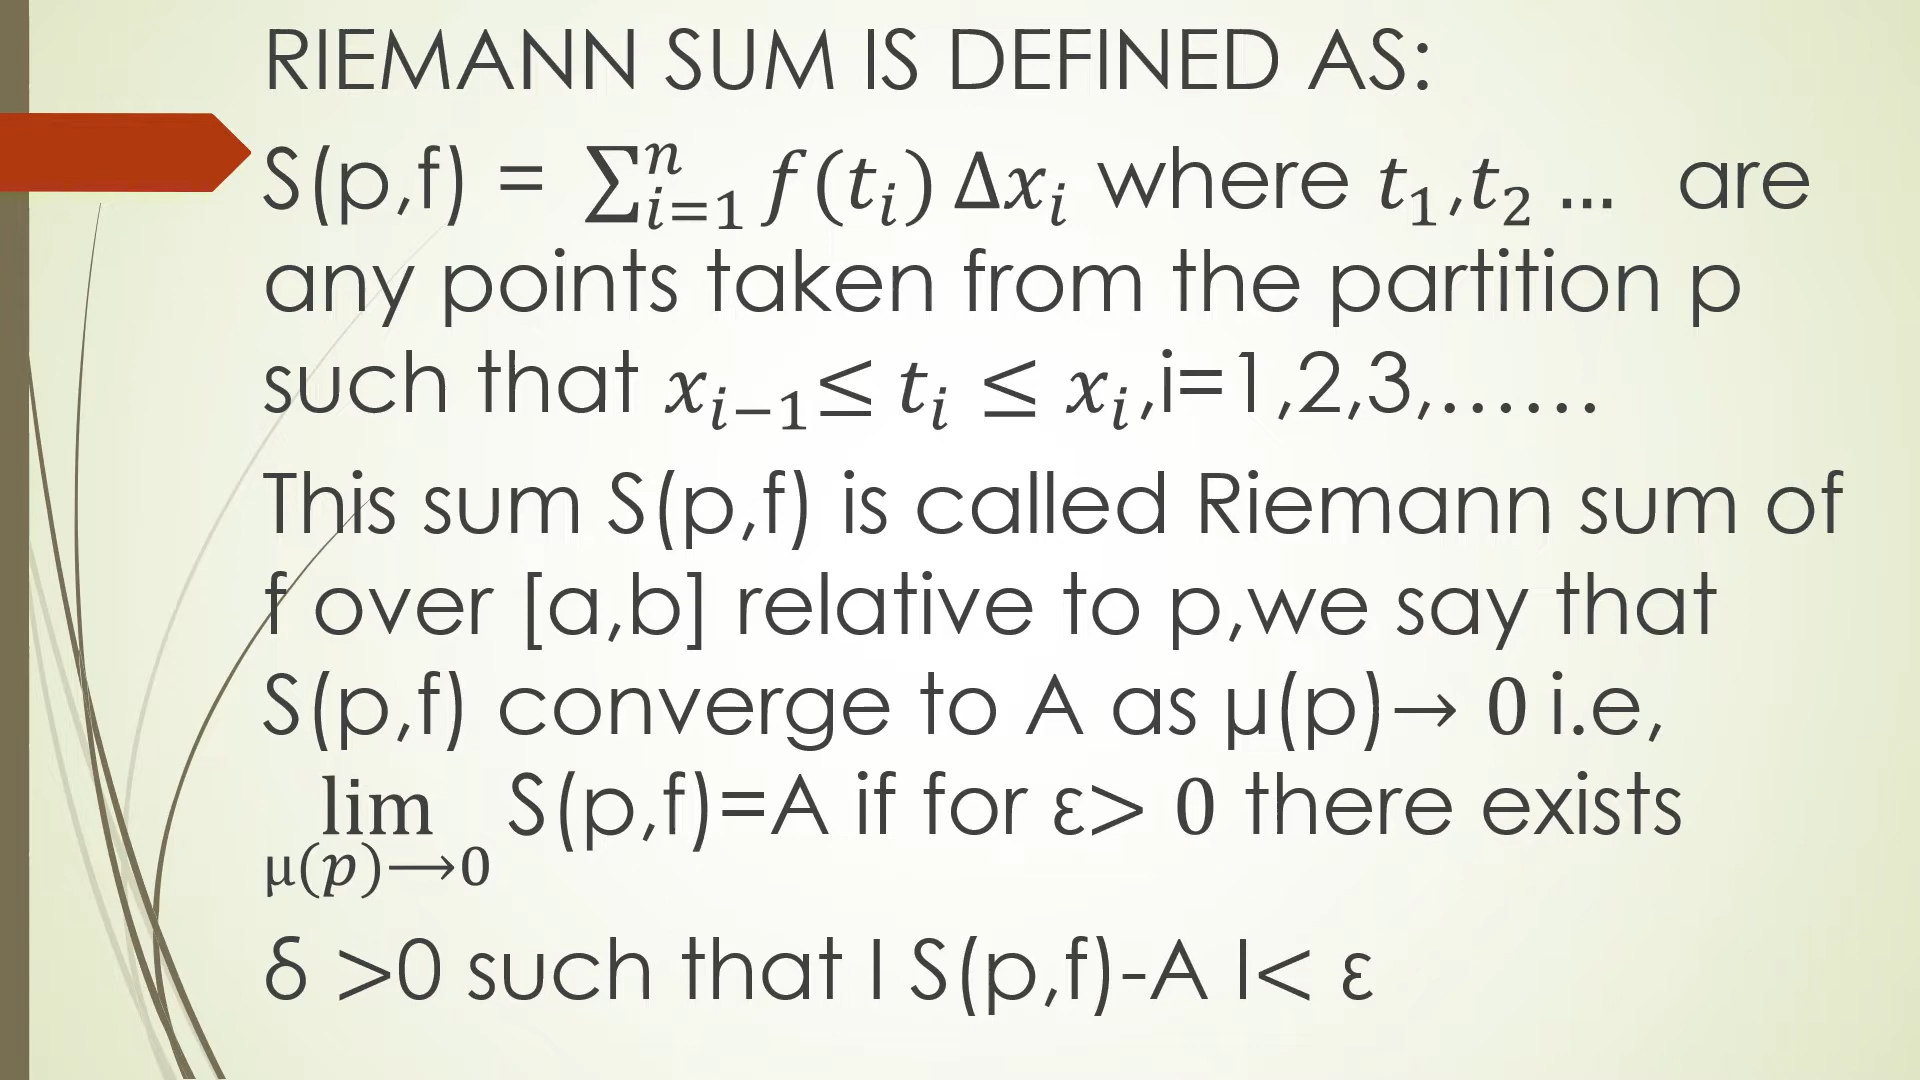 RIEMANN SUM IS DEFINED AS:
S(p,f) = ∑ᵢ₌₁ⁿ 𝑓(𝑡ᵢ) Δ𝑥ᵢ where 𝑡₁,𝑡₂ … are
any points taken from the partition p
such that 𝑥ᵢ₋₁≤ 𝑡ᵢ ≤ 𝑥ᵢ,i=1,2,3,……
This sum S(p,f) is called Riemann sum of
f over [a,b] relative to p,we say that
S(p,f) converge to A as µ(p)→ 0 i.e,
lim S(p,f)=A if for ε> 0 there exists
µ(𝑝)⟶0
δ >0 such that I S(p,f)-A I< ε